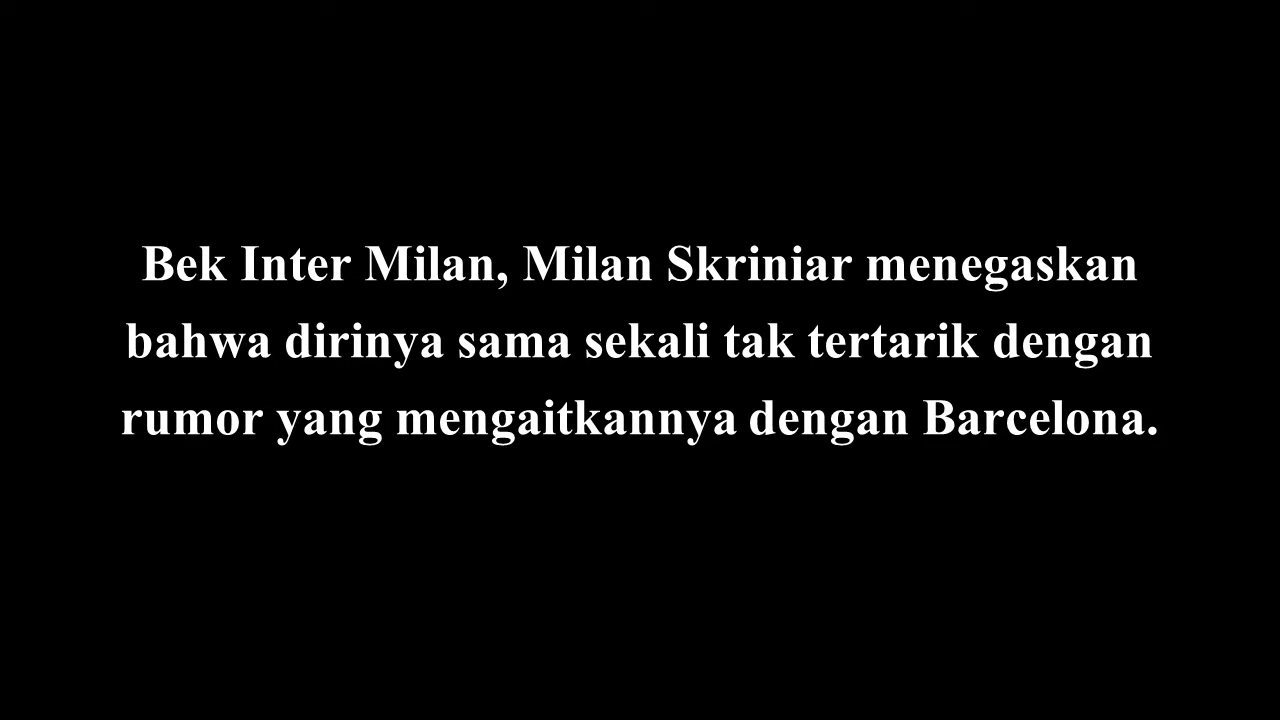 Bek Inter Milan, Milan Skriniar menegaskan
bahwa dirinya sama sekali tak tertarik dengan
rumor yang mengaitkannya dengan Barcelona.